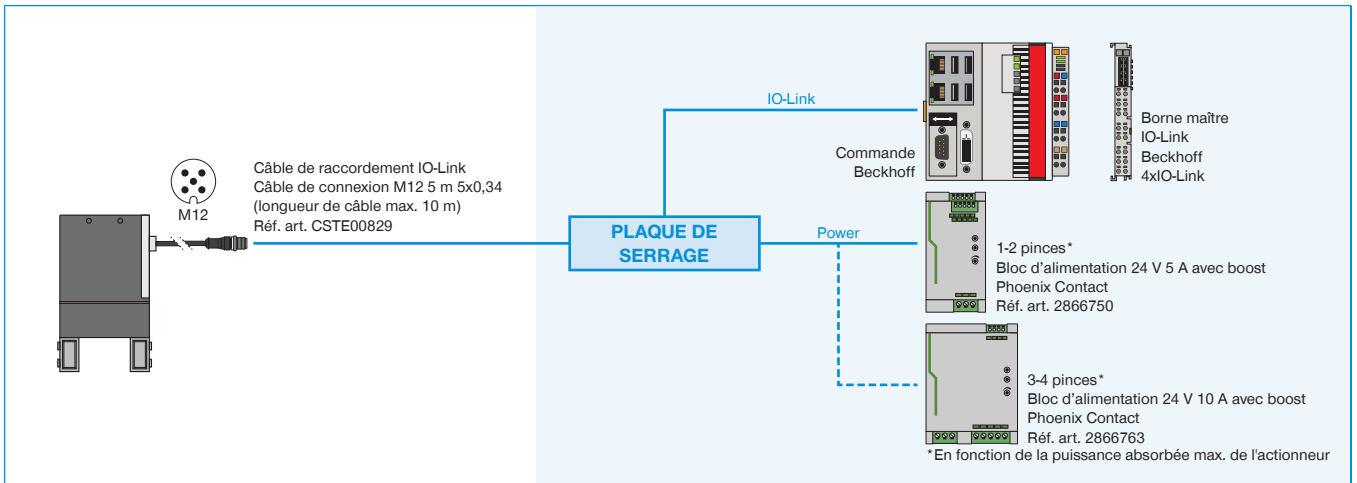 M12
Câble de raccordement IO-Link
Câble de connexion M12 5 m 5x0,34
(longueur de câble max. 10 m)
Réf. art. CSTE00829
PLAQUE DE
SERRAGE
IO-Link
Power
Commande
Beckhoff
Borne maître
IO-Link
Beckhoff
4xIO-Link
1-2 pinces*
Bloc d'alimentation 24 V 5 A avec boost
Phoenix Contact
Réf. art. 2866750
3-4 pinces*
Bloc d'alimentation 24 V 10 A avec boost
Phoenix Contact
Réf. art. 2866763
*En fonction de la puissance absorbée max. de l'actionneur